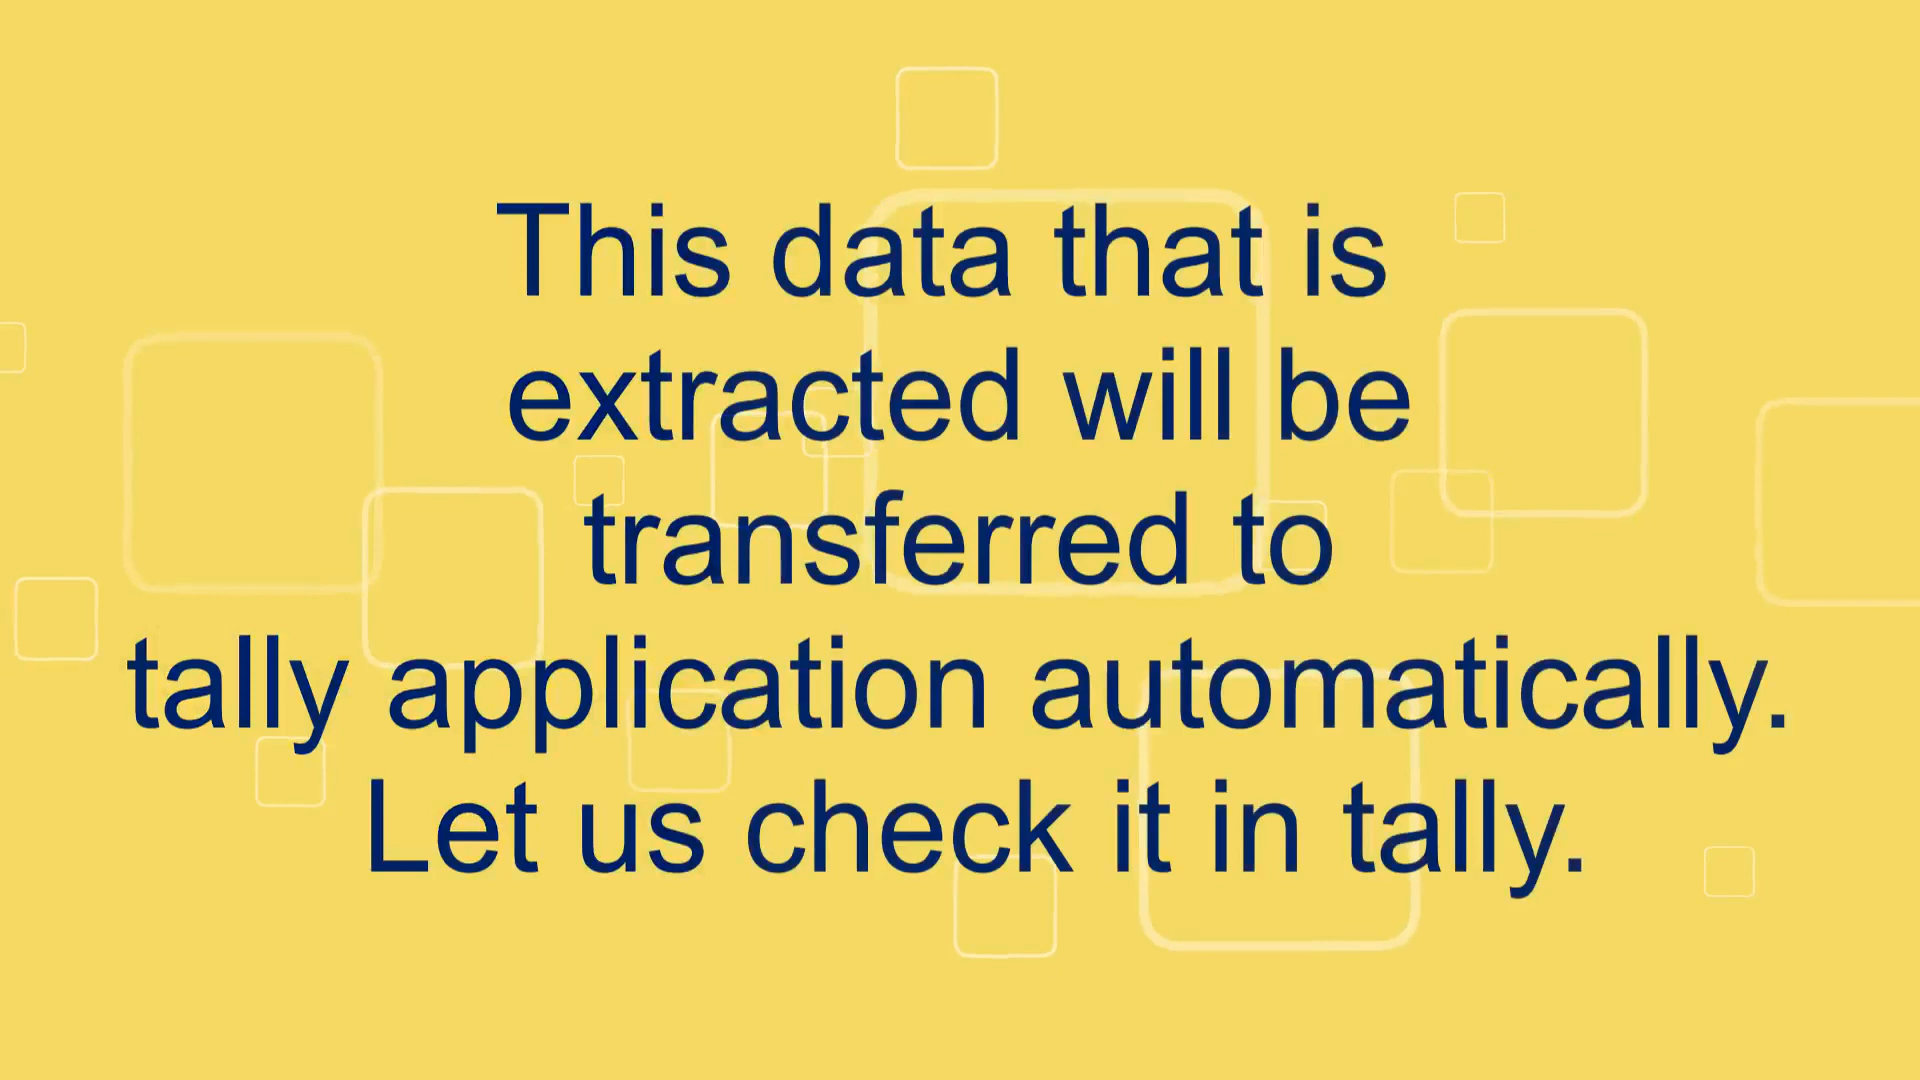 This data that is
extracted will be
transferred to
tally application automatically.
Let us check it in tally.